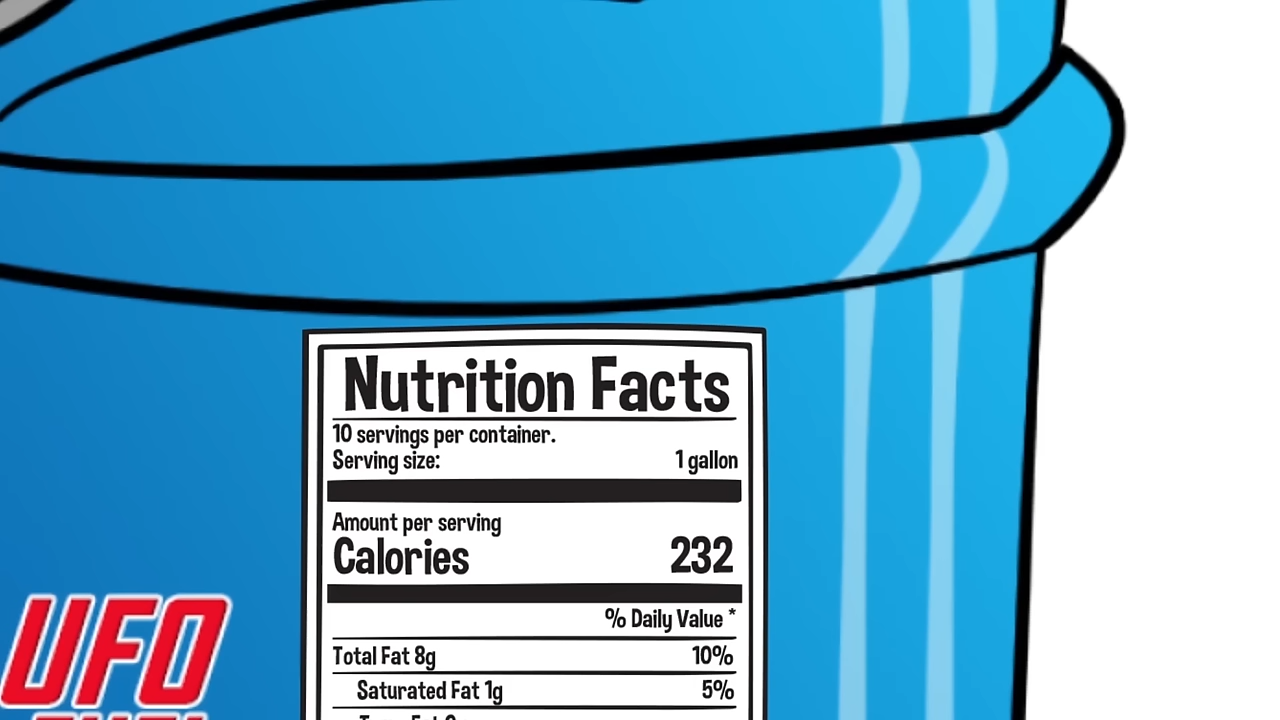 Nutrition Facts
10 servings per container.
Serving size: 1 gallon
Amount per serving
Calories 232
% Daily Value *
Total Fat 8g 10%
Saturated Fat 1g 5%
UFO